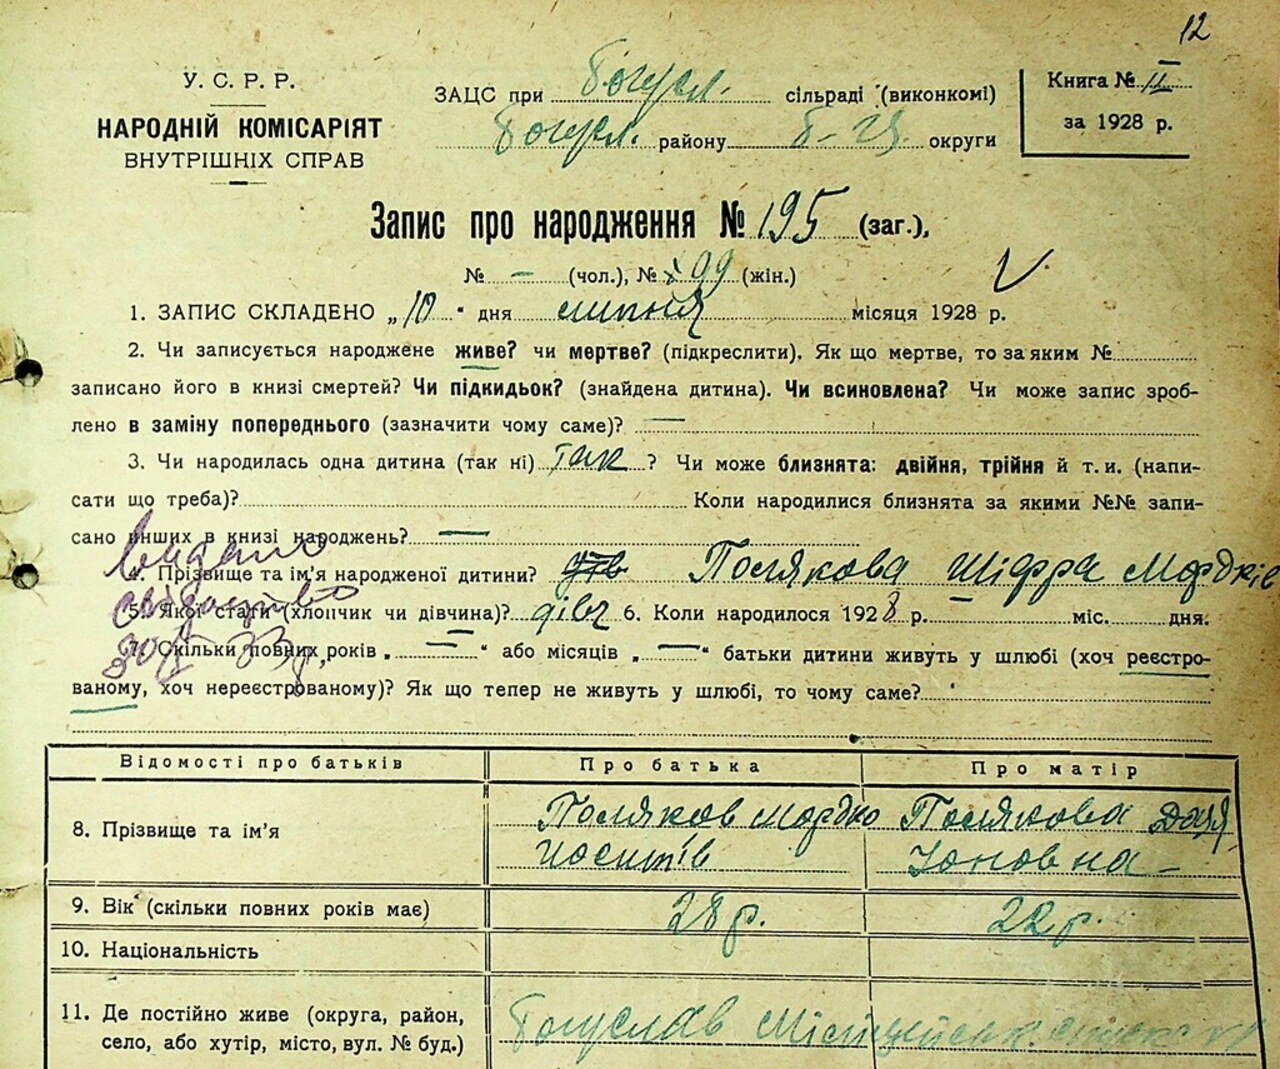 12
У. С. Р. Р.
НАРОДНІЙ КОМІСАРІЯТ
ВНУТРІШНІХ СПРАВ
ЗАЦС при Богусл. сільраді (виконкомі)
Богусл. району Б-Ц округи
Книга № II
за 1928 р.
Запис про народження № 195 (заг.),
№ — (чол.), № 99 (жін.)
1. ЗАПИС СКЛАДЕНО „10" дня липня місяця 1928 р.
2. Чи записується народжене живе? чи мертве? (підкреслити). Як що мертве, то за яким №
записано його в книзі смертей? Чи підкидьок? (знайдена дитина). Чи всиновлена? Чи може запис зроб-
лено в заміну попереднього (зазначити чому саме)? —
3. Чи народилась одна дитина (так ні) так ? Чи може близнята: двійня, трійня й т. и. (напи-
сати що треба)? Коли народилися близнята за якими №№ запи-
сано инших в книзі народжень? —
Видано
4. Прізвище та ім'я народженої дитини? Полякова Шифра Мордків
свідоцтво
5. Якої стати (хлопчик чи дівчина)? дівч 6. Коли народилося 1928 р. — міс. дня.
7. Скільки повних років „—" або місяців „—" батьки дитини живуть у шлюбі (хоч реєстро-
ваному, хоч нереєстрованому)? Як що тепер не живуть у шлюбі, то чому саме?
Відомості про батьків Про батька Про матір
8. Прізвище та ім'я Поляков Мордко Полякова Доя
Иосипів Іоновна
9. Вік (скільки повних років має) 28 р. 22 р.
10. Національність
11. Де постійно живе (округа, район,
село, або хутір, місто, вул. № буд.) Богуслав